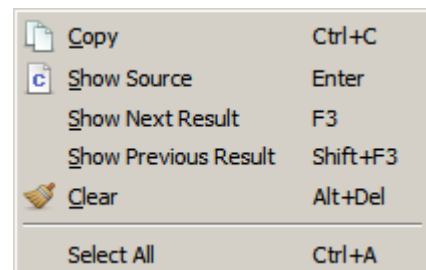 Copy Ctrl+C
c Show Source Enter
Show Next Result F3
Show Previous Result Shift+F3
Clear Alt+Del
Select All Ctrl+A